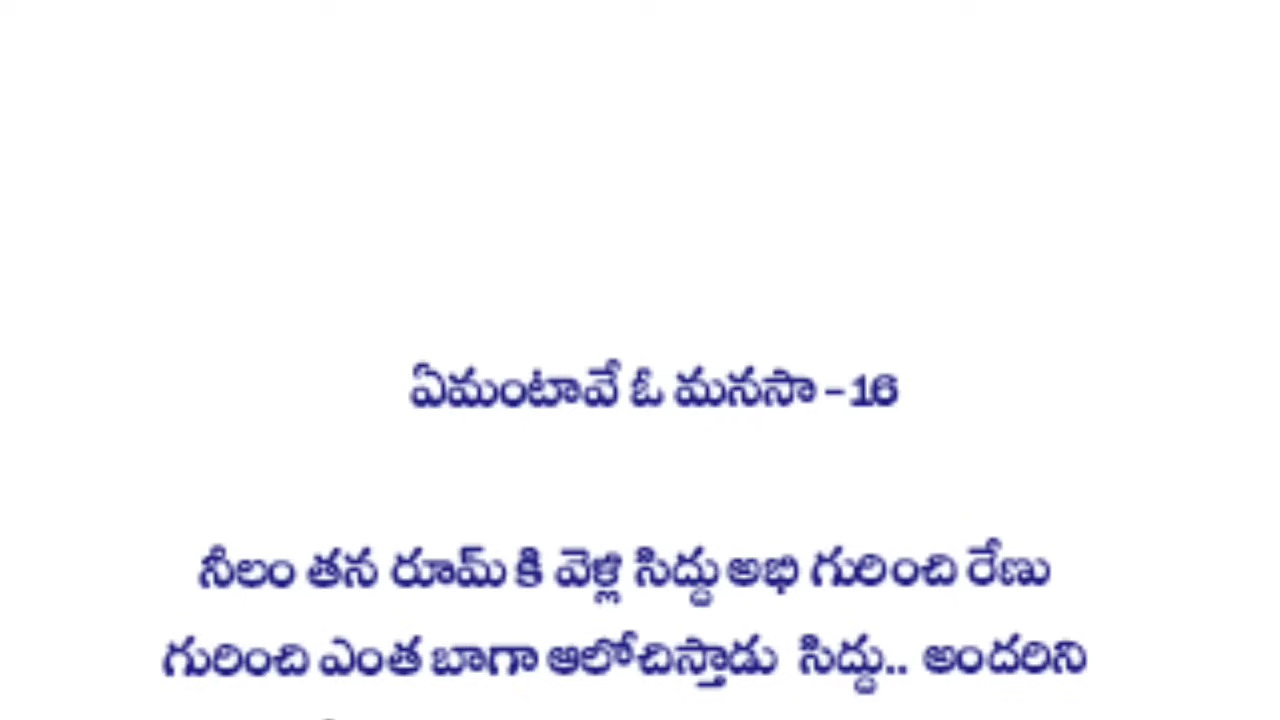 ఏమంటావే ఓ మనసా - 16
నీలం తన రూమ్ కి వెళ్లి సిద్దు అభి గురించి రేణు
గురించి ఎంత బాగా ఆలోచిస్తాడు సిద్దు.. అందరిని